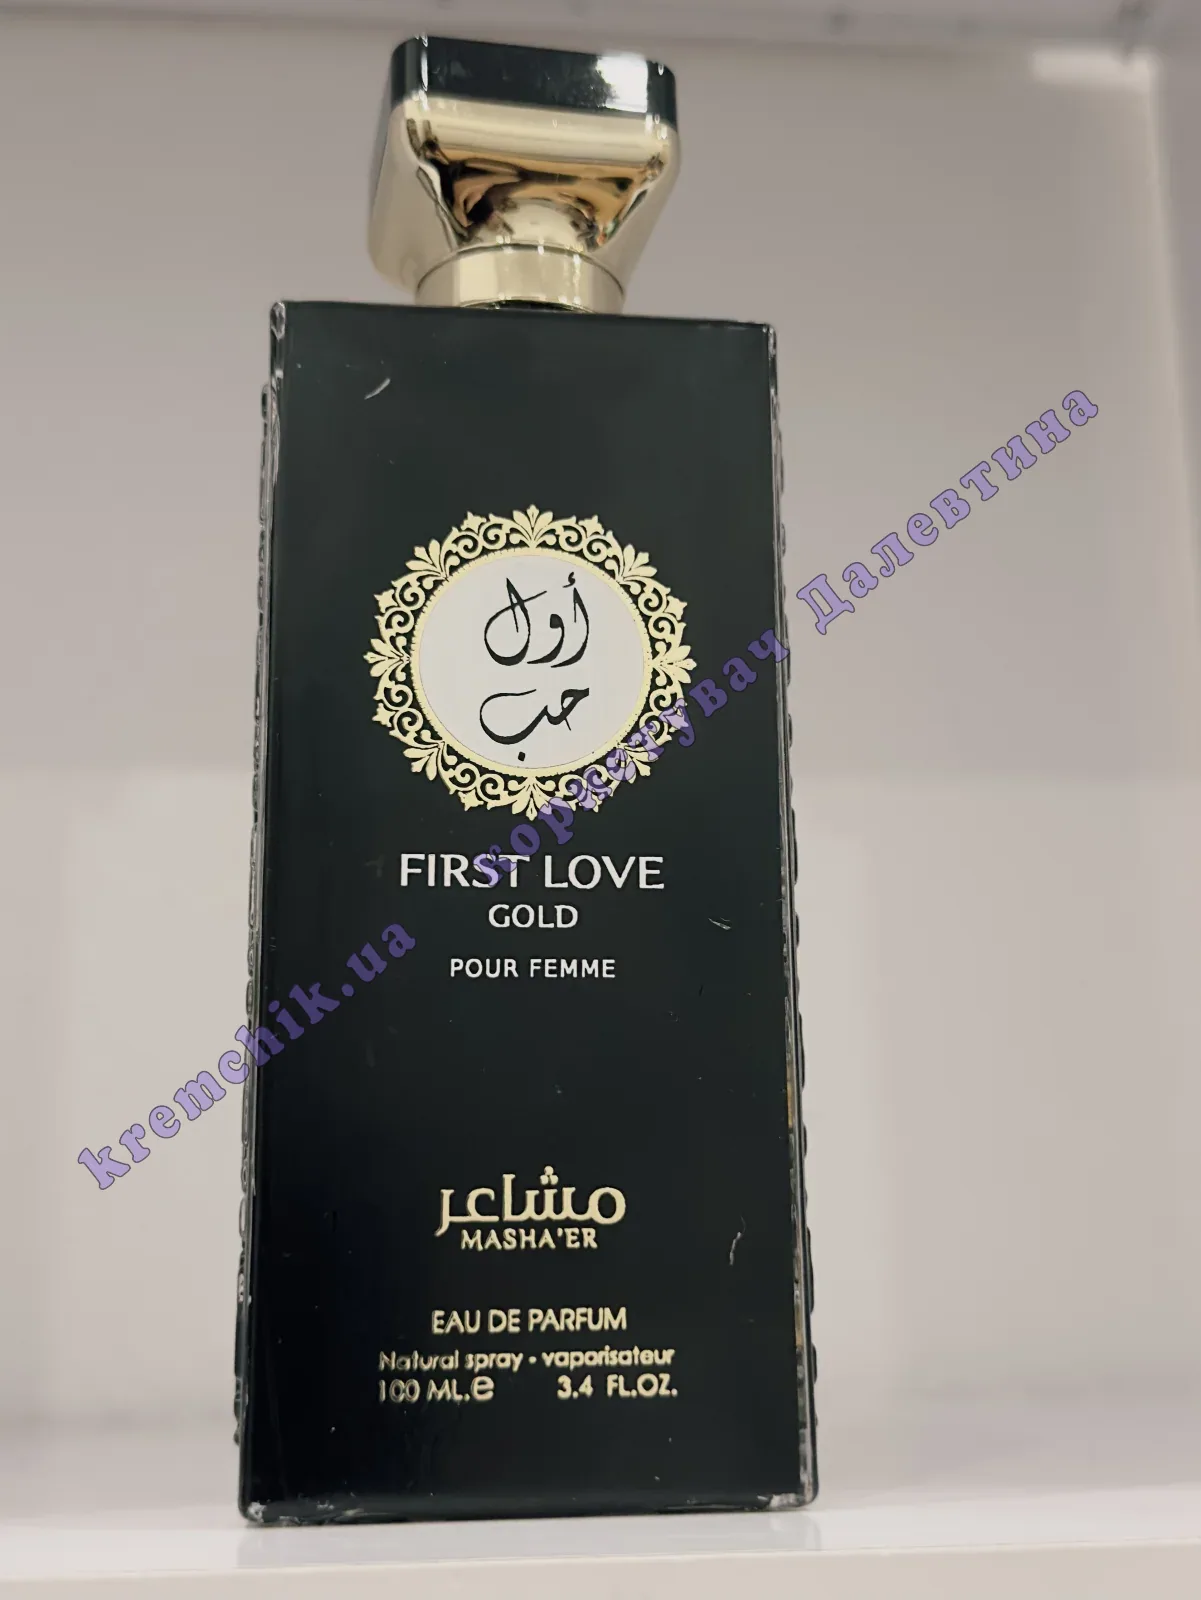 أول
حب
FIRST LOVE
GOLD
POUR FEMME
مشاعر
MASHA'ER
EAU DE PARFUM
Natural spray • vaporisateur
100 ML.e 3.4 FL.OZ.
kremchik.ua користувач Далевтина